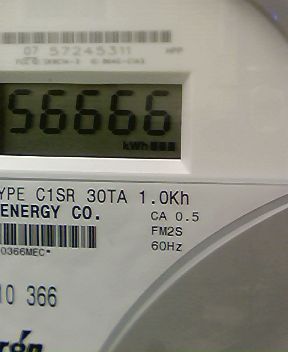 07 57245311
56666
kWh
YPE C1SR 30TA 1.0Kh
ENERGY CO.
CA 0.5
FM2S
60Hz
0366MEC*
10 366
rón